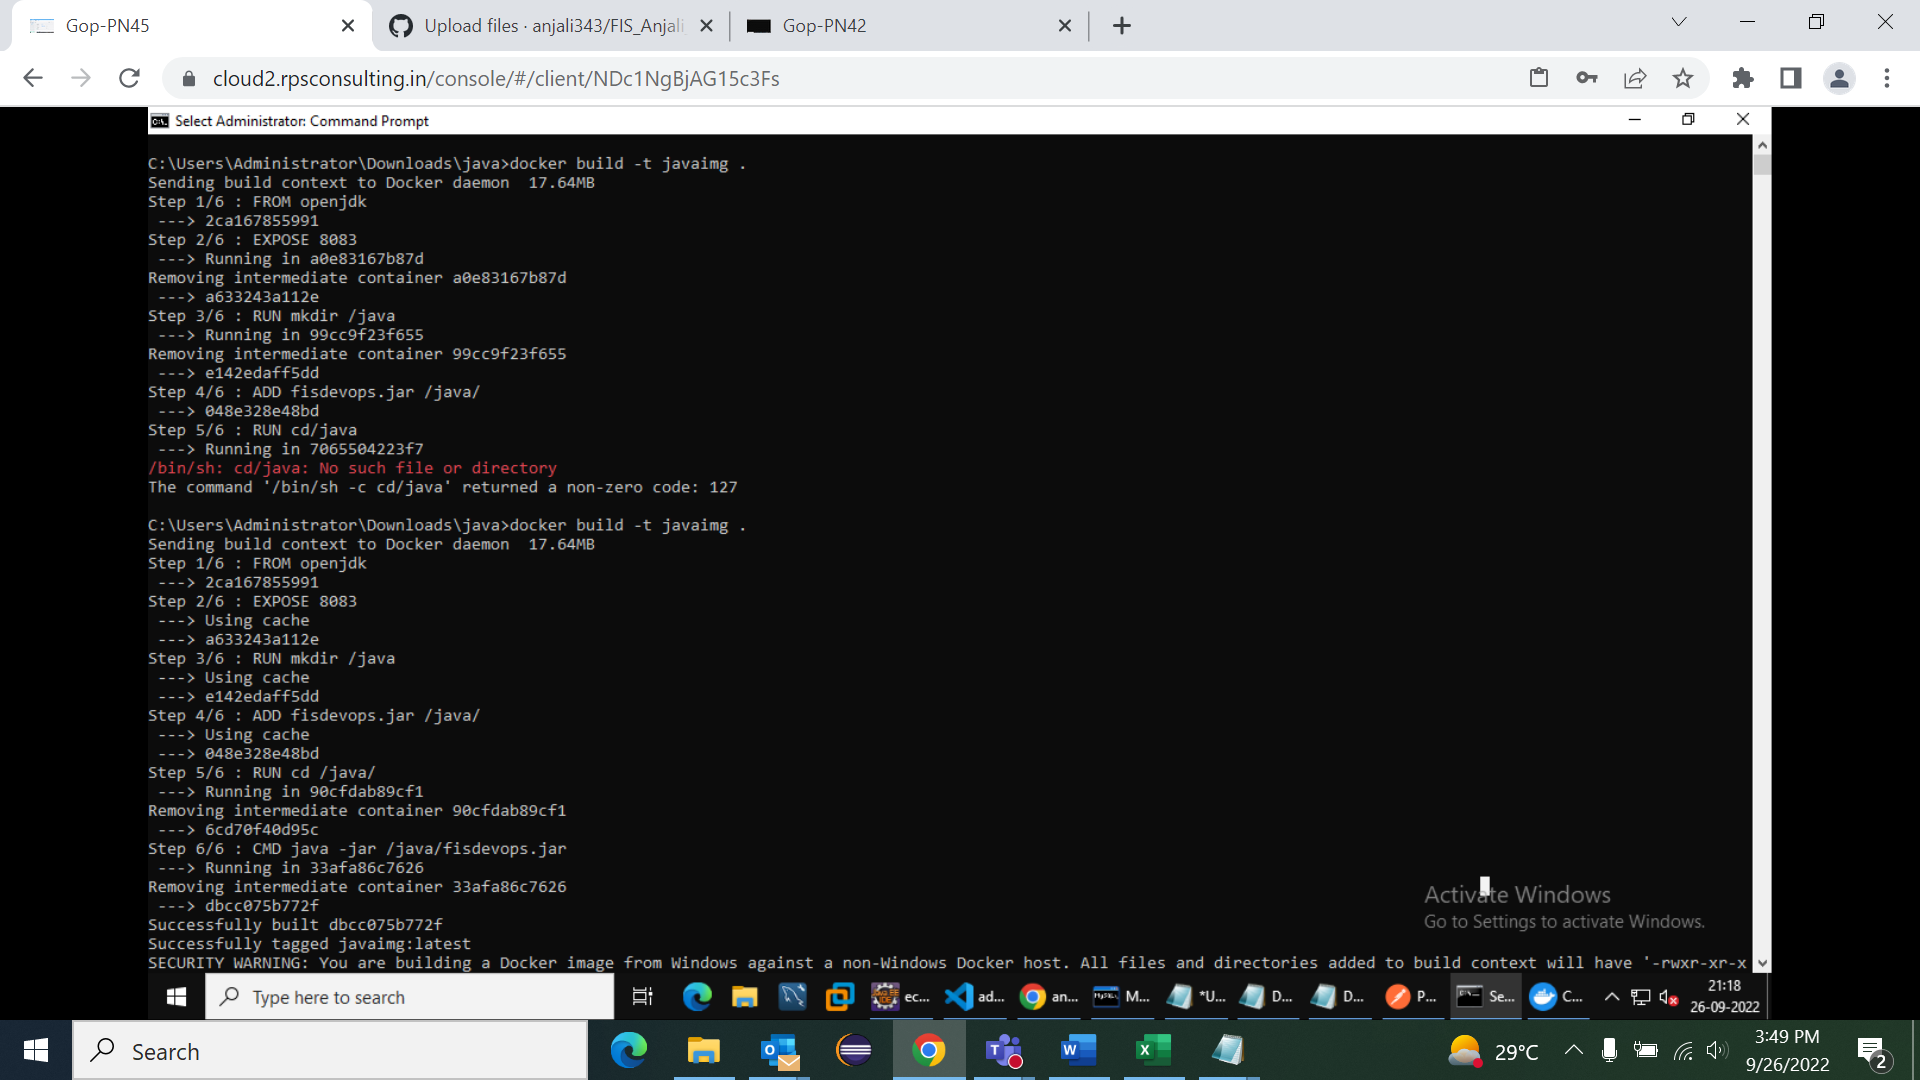 Gop-PN45
Upload files · anjali343/FIS_Anjali
Gop-PN42
cloud2.rpsconsulting.in/console/#/client/NDc1NgBjAG15c3Fs
Select Administrator: Command Prompt
C:\Users\Administrator\Downloads\java>docker build -t javaimg .
Sending build context to Docker daemon  17.64MB
Step 1/6 : FROM openjdk
 ---> 2ca167855991
Step 2/6 : EXPOSE 8083
 ---> Running in a0e83167b87d
Removing intermediate container a0e83167b87d
 ---> a633243a112e
Step 3/6 : RUN mkdir /java
 ---> Running in 99cc9f23f655
Removing intermediate container 99cc9f23f655
 ---> e142edaff5dd
Step 4/6 : ADD fisdevops.jar /java/
 ---> 048e328e48bd
Step 5/6 : RUN cd/java
 ---> Running in 7065504223f7
/bin/sh: cd/java: No such file or directory
The command '/bin/sh -c cd/java' returned a non-zero code: 127
C:\Users\Administrator\Downloads\java>docker build -t javaimg .
Sending build context to Docker daemon  17.64MB
Step 1/6 : FROM openjdk
 ---> 2ca167855991
Step 2/6 : EXPOSE 8083
 ---> Using cache
 ---> a633243a112e
Step 3/6 : RUN mkdir /java
 ---> Using cache
 ---> e142edaff5dd
Step 4/6 : ADD fisdevops.jar /java/
 ---> Using cache
 ---> 048e328e48bd
Step 5/6 : RUN cd /java/
 ---> Running in 90cfdab89cf1
Removing intermediate container 90cfdab89cf1
 ---> 6cd70f40d95c
Step 6/6 : CMD java -jar /java/fisdevops.jar
 ---> Running in 33afa86c7626
Removing intermediate container 33afa86c7626
 ---> dbcc075b772f
Successfully built dbcc075b772f
Successfully tagged javaimg:latest
SECURITY WARNING: You are building a Docker image from Windows against a non-Windows Docker host. All files and directories added to build context will have '-rwxr-xr-x
Activate Windows
Go to Settings to activate Windows.
Type here to search
ec... ad... an... M... *U... D... D... P... Se... C...
21:18
26-09-2022
Search
29°C
3:49 PM
9/26/2022
2